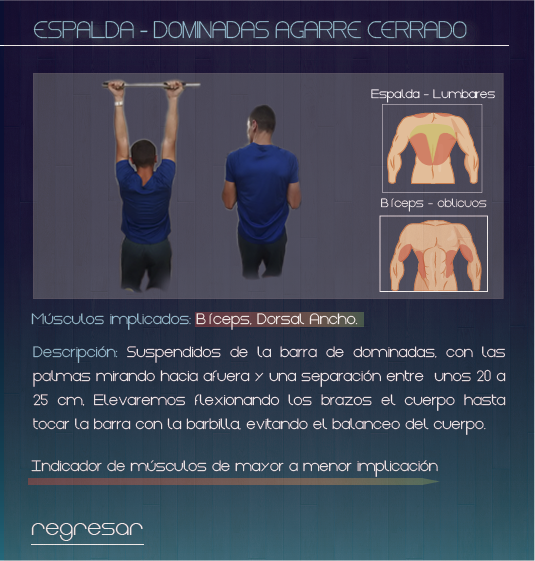 ESPALDA - DOMINADAS AGARRE CERRADO
Espalda - Lumbares
Bíceps - oblicuos
Músculos implicados: Bíceps, Dorsal Ancho.
Descripción: Suspendidos de la barra de dominadas, con las
palmas mirando hacia afuera y una separación entre unos 20 a
25 cm. Elevaremos flexionando los brazos el cuerpo hasta
tocar la barra con la barbilla, evitando el balanceo del cuerpo.
Indicador de músculos de mayor a menor implicación
regresar